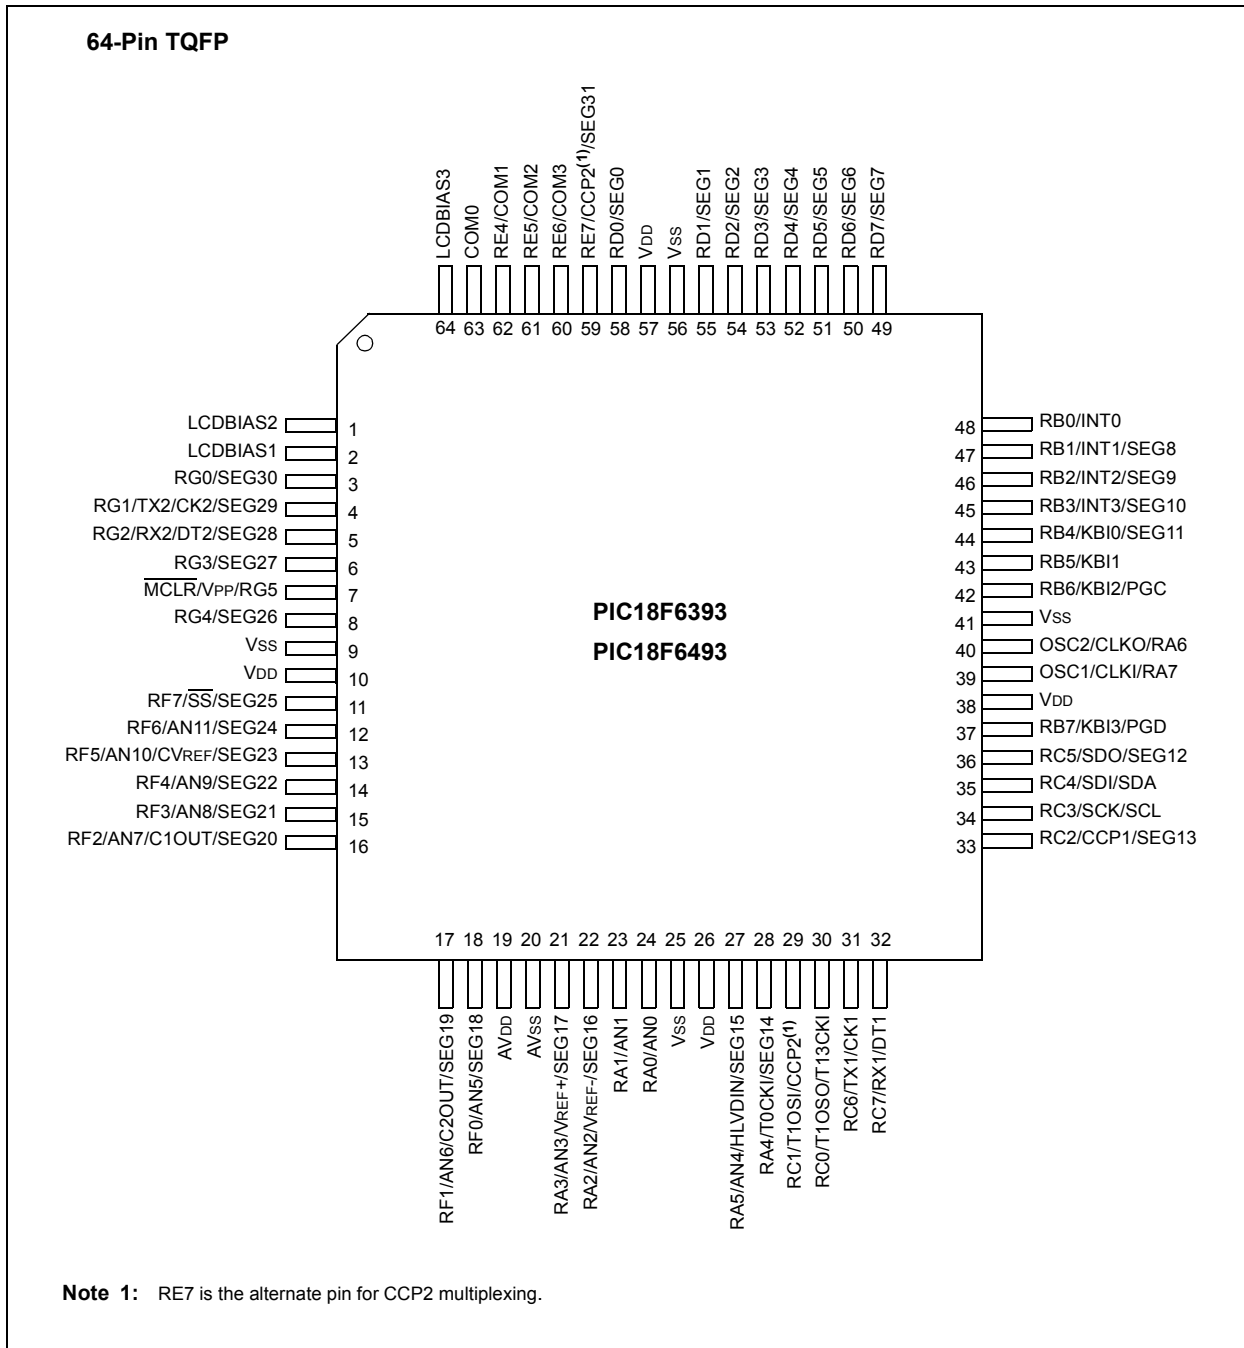 64-Pin TQFP
LCDBIAS3
COM0
RE4/COM1
RE5/COM2
RE6/COM3
RE7/CCP2(1)/SEG31
RD0/SEG0
VDD
VSS
RD1/SEG1
RD2/SEG2
RD3/SEG3
RD4/SEG4
RD5/SEG5
RD6/SEG6
RD7/SEG7
64 63 62 61 60 59 58 57 56 55 54 53 52 51 50 49
LCDBIAS2 1
LCDBIAS1 2
RG0/SEG30 3
RG1/TX2/CK2/SEG29 4
RG2/RX2/DT2/SEG28 5
RG3/SEG27 6
MCLR/VPP/RG5 7
RG4/SEG26 8
VSS 9
VDD 10
RF7/SS/SEG25 11
RF6/AN11/SEG24 12
RF5/AN10/CVREF/SEG23 13
RF4/AN9/SEG22 14
RF3/AN8/SEG21 15
RF2/AN7/C1OUT/SEG20 16
PIC18F6393
PIC18F6493
48 RB0/INT0
47 RB1/INT1/SEG8
46 RB2/INT2/SEG9
45 RB3/INT3/SEG10
44 RB4/KBI0/SEG11
43 RB5/KBI1
42 RB6/KBI2/PGC
41 VSS
40 OSC2/CLKO/RA6
39 OSC1/CLKI/RA7
38 VDD
37 RB7/KBI3/PGD
36 RC5/SDO/SEG12
35 RC4/SDI/SDA
34 RC3/SCK/SCL
33 RC2/CCP1/SEG13
17 18 19 20 21 22 23 24 25 26 27 28 29 30 31 32
RF1/AN6/C2OUT/SEG19
RF0/AN5/SEG18
AVDD
AVSS
RA3/AN3/VREF+/SEG17
RA2/AN2/VREF-/SEG16
RA1/AN1
RA0/AN0
VSS
VDD
RA5/AN4/HLVDIN/SEG15
RA4/T0CKI/SEG14
RC1/T1OSI/CCP2(1)
RC0/T1OSO/T13CKI
RC6/TX1/CK1
RC7/RX1/DT1
Note 1: RE7 is the alternate pin for CCP2 multiplexing.